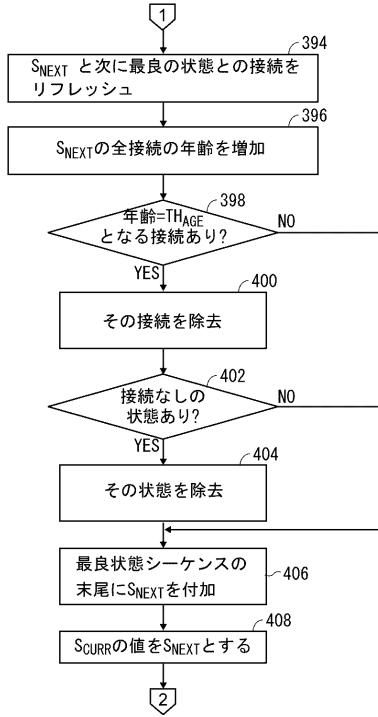 1
394
S_NEXT と次に最良の状態との接続を
リフレッシュ
396
S_NEXTの全接続の年齢を増加
398
年齢=TH_AGE
となる接続あり?
NO
YES
400
その接続を除去
402
接続なしの
状態あり?
NO
YES
404
その状態を除去
最良状態シーケンスの
末尾にS_NEXTを付加
406
408
S_CURRの値をS_NEXTとする
2